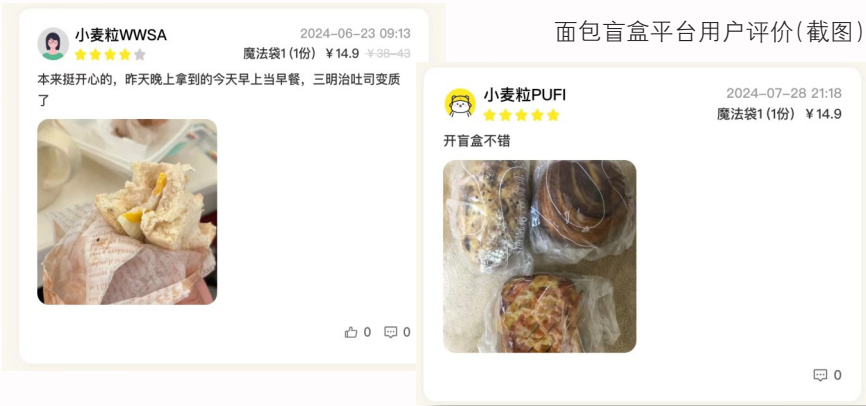 面包盲盒平台用户评价(截图)
小麦粒WWSA
2024-06-23 09:13
魔法袋1(1份) ¥14.9 ¥38-43
本来挺开心的，昨天晚上拿到的今天早上当早餐，三明治吐司变质
了
0
0
小麦粒PUFI
2024-07-28 21:18
魔法袋1(1份) ¥14.9
开盲盒不错
0